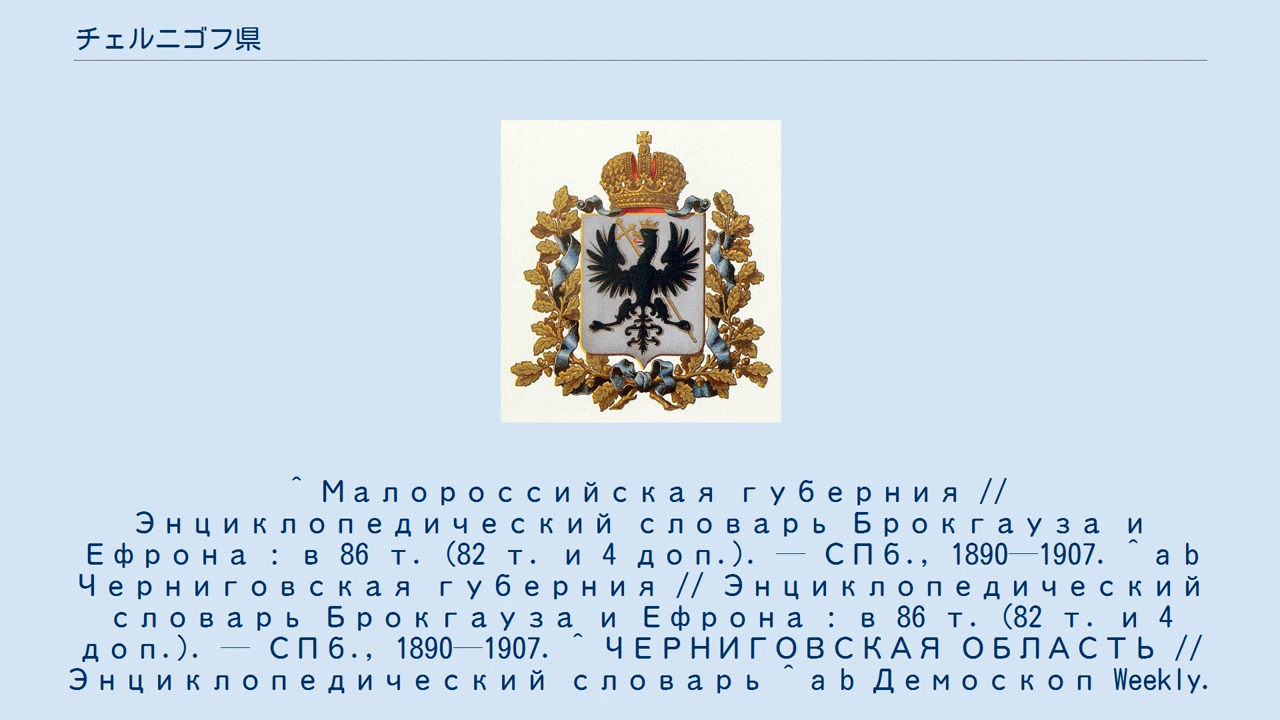 チェルニゴフ県
^ Малороссийская губерния //
Энциклопедический словарь Брокгауза и
Ефрона : в 86 т. (82 т. и 4 доп.). — СПб., 1890—1907. ^ a b
Черниговская губерния // Энциклопедический
словарь Брокгауза и Ефрона : в 86 т. (82 т. и 4
доп.). — СПб., 1890—1907. ^ ЧЕРНИГОВСКАЯ ОБЛАСТЬ //
Энциклопедический словарь ^ a b Демоскоп Weekly.